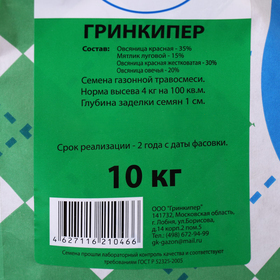 ГРИНКИПЕР
Состав: Овсяница красная - 35%
Мятлик луговой - 15%
Овсяница красная жестковатая - 30%
Овсяница овечья - 20%
Семена газонной травосмеси.
Норма высева 4 кг на 100 кв.м.
Глубина заделки семян 1 см.
Срок реализации - 2 года с даты фасовки.
10 кг
4 627116 210466
ООО "Гринкипер"
141732, Московская область,
г. Лобня, ул.Борисова,
д.14 корп.2 пом.5
Тел.: (498) 672-94-99
gk-gazon@mail.ru
Семена прошли лабораторный контроль качества и соответствуют
требованиям ГОСТ Р 52325-2005.